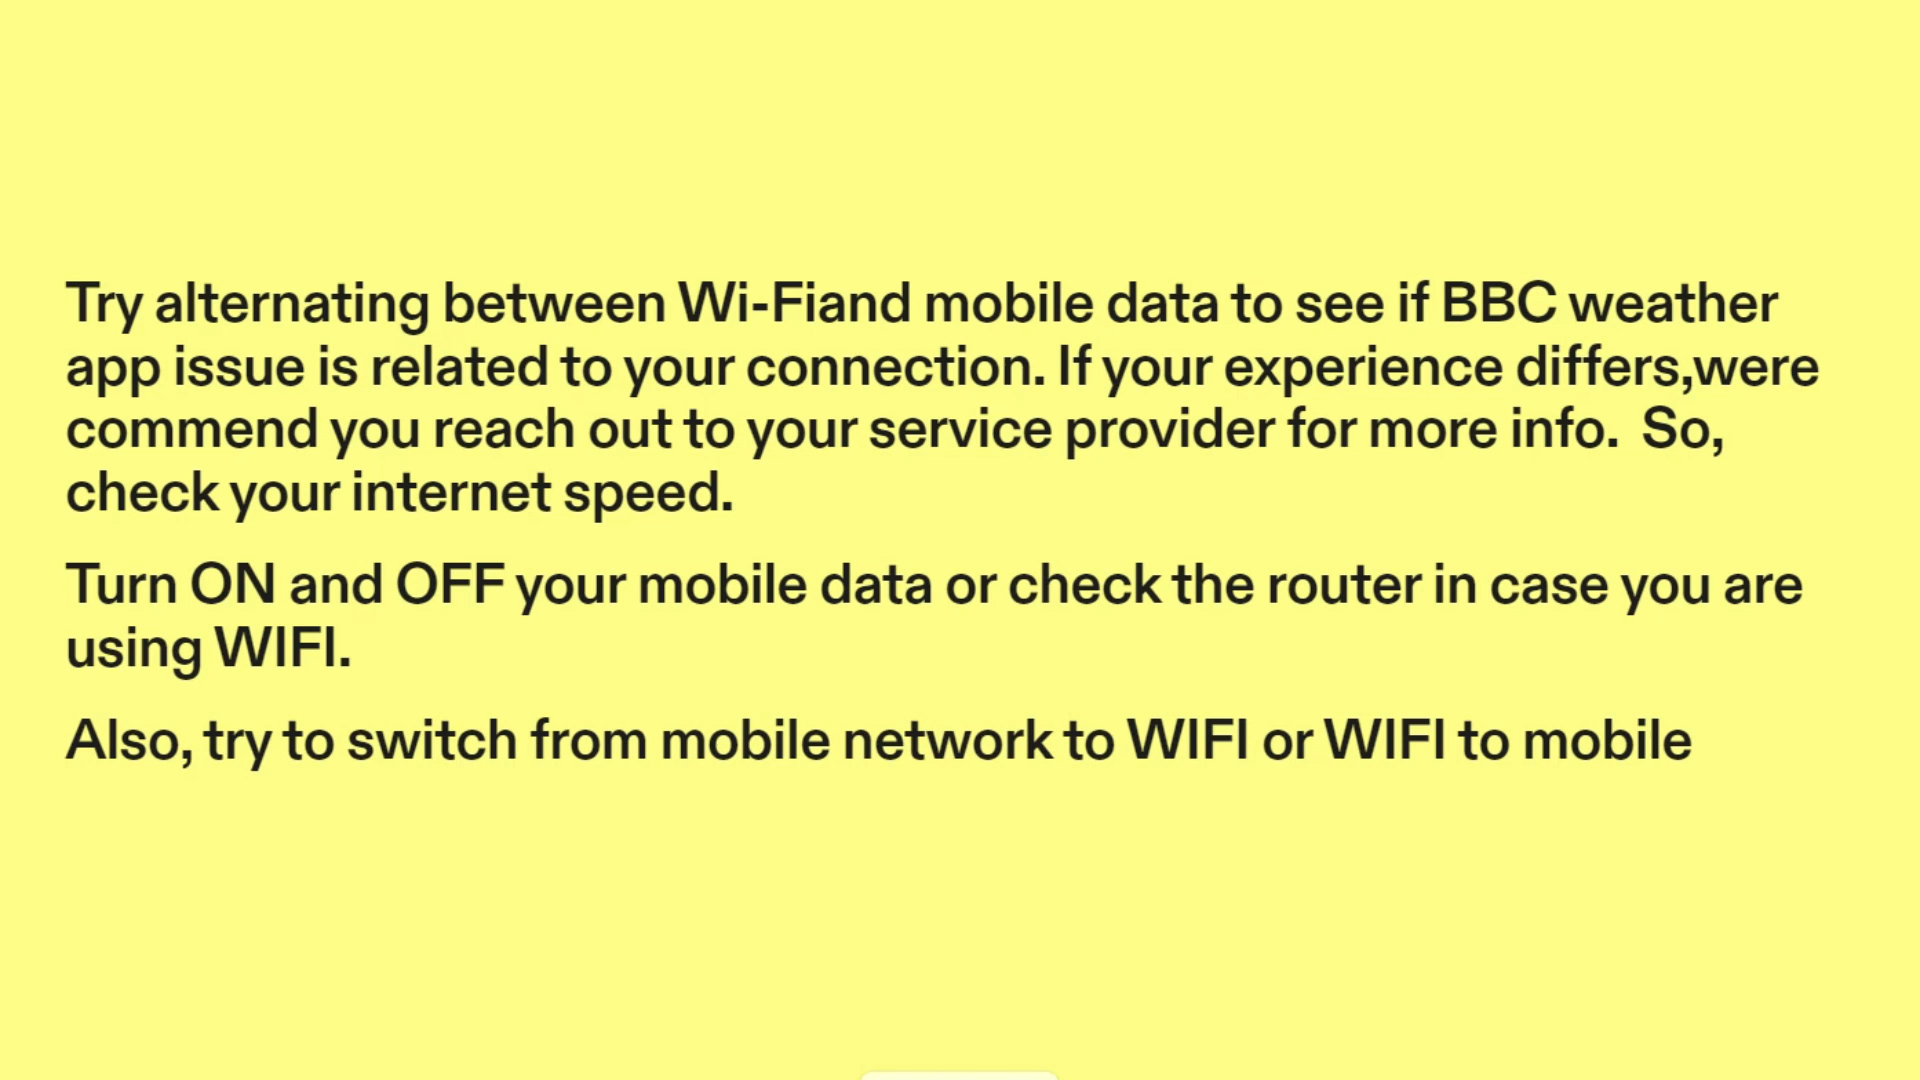 Try alternating between Wi-Fiand mobile data to see if BBC weather
app issue is related to your connection. If your experience differs,were
commend you reach out to your service provider for more info.  So,
check your internet speed.
Turn ON and OFF your mobile data or check the router in case you are
using WIFI.
Also, try to switch from mobile network to WIFI or WIFI to mobile